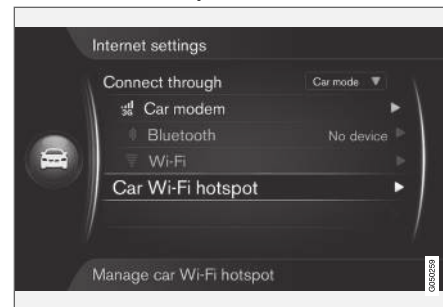 Internet settings
Connect through Car mode
3G Car modem
Bluetooth No device
Wi-Fi
Car Wi-Fi hotspot
Manage car Wi-Fi hotspot
G050259